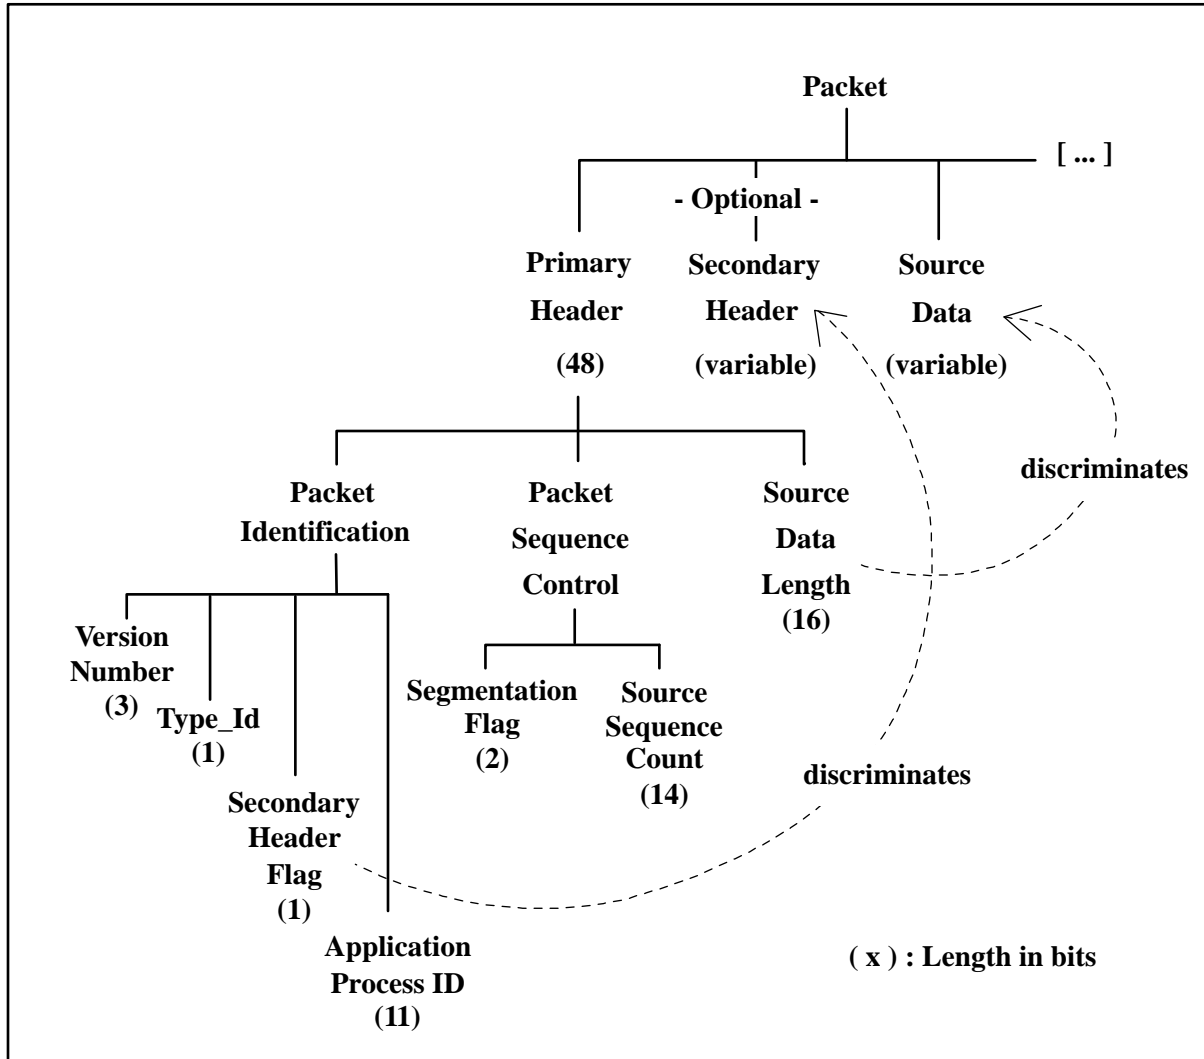 Packet
[ ... ]
- Optional -
Primary
Header
(48)
Secondary
Header
(variable)
Source
Data
(variable)
discriminates
Packet
Identification
Packet
Sequence
Control
Source
Data
Length
(16)
Version
Number
(3)
Type_Id
(1)
Secondary
Header
Flag
(1)
Application
Process ID
(11)
Segmentation
Flag
(2)
Source
Sequence
Count
(14)
discriminates
( x ) : Length in bits